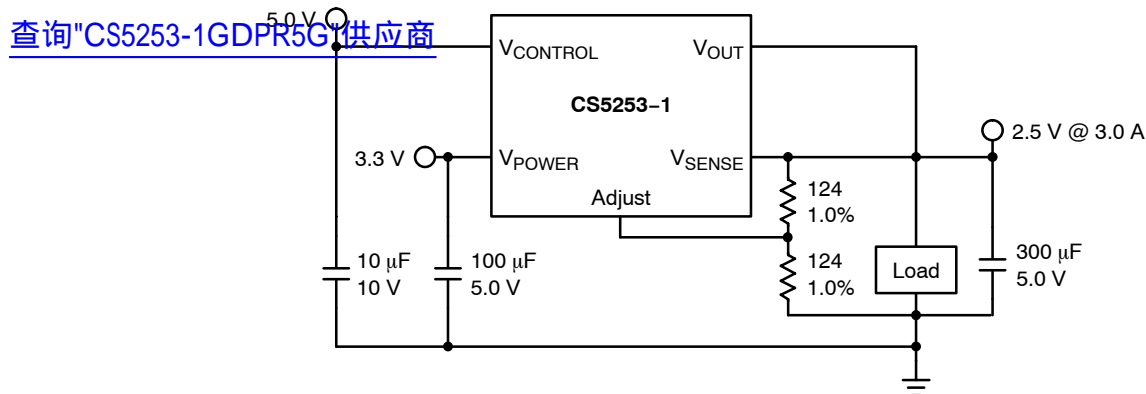 5.0 V
查询"CS5253-1GDPR5G"供应商
VCONTROL
VOUT
CS5253−1
2.5 V @ 3.0 A
3.3 V
VPOWER
VSENSE
Adjust
124
1.0%
10 μF
10 V
100 μF
5.0 V
124
1.0%
Load
300 μF
5.0 V